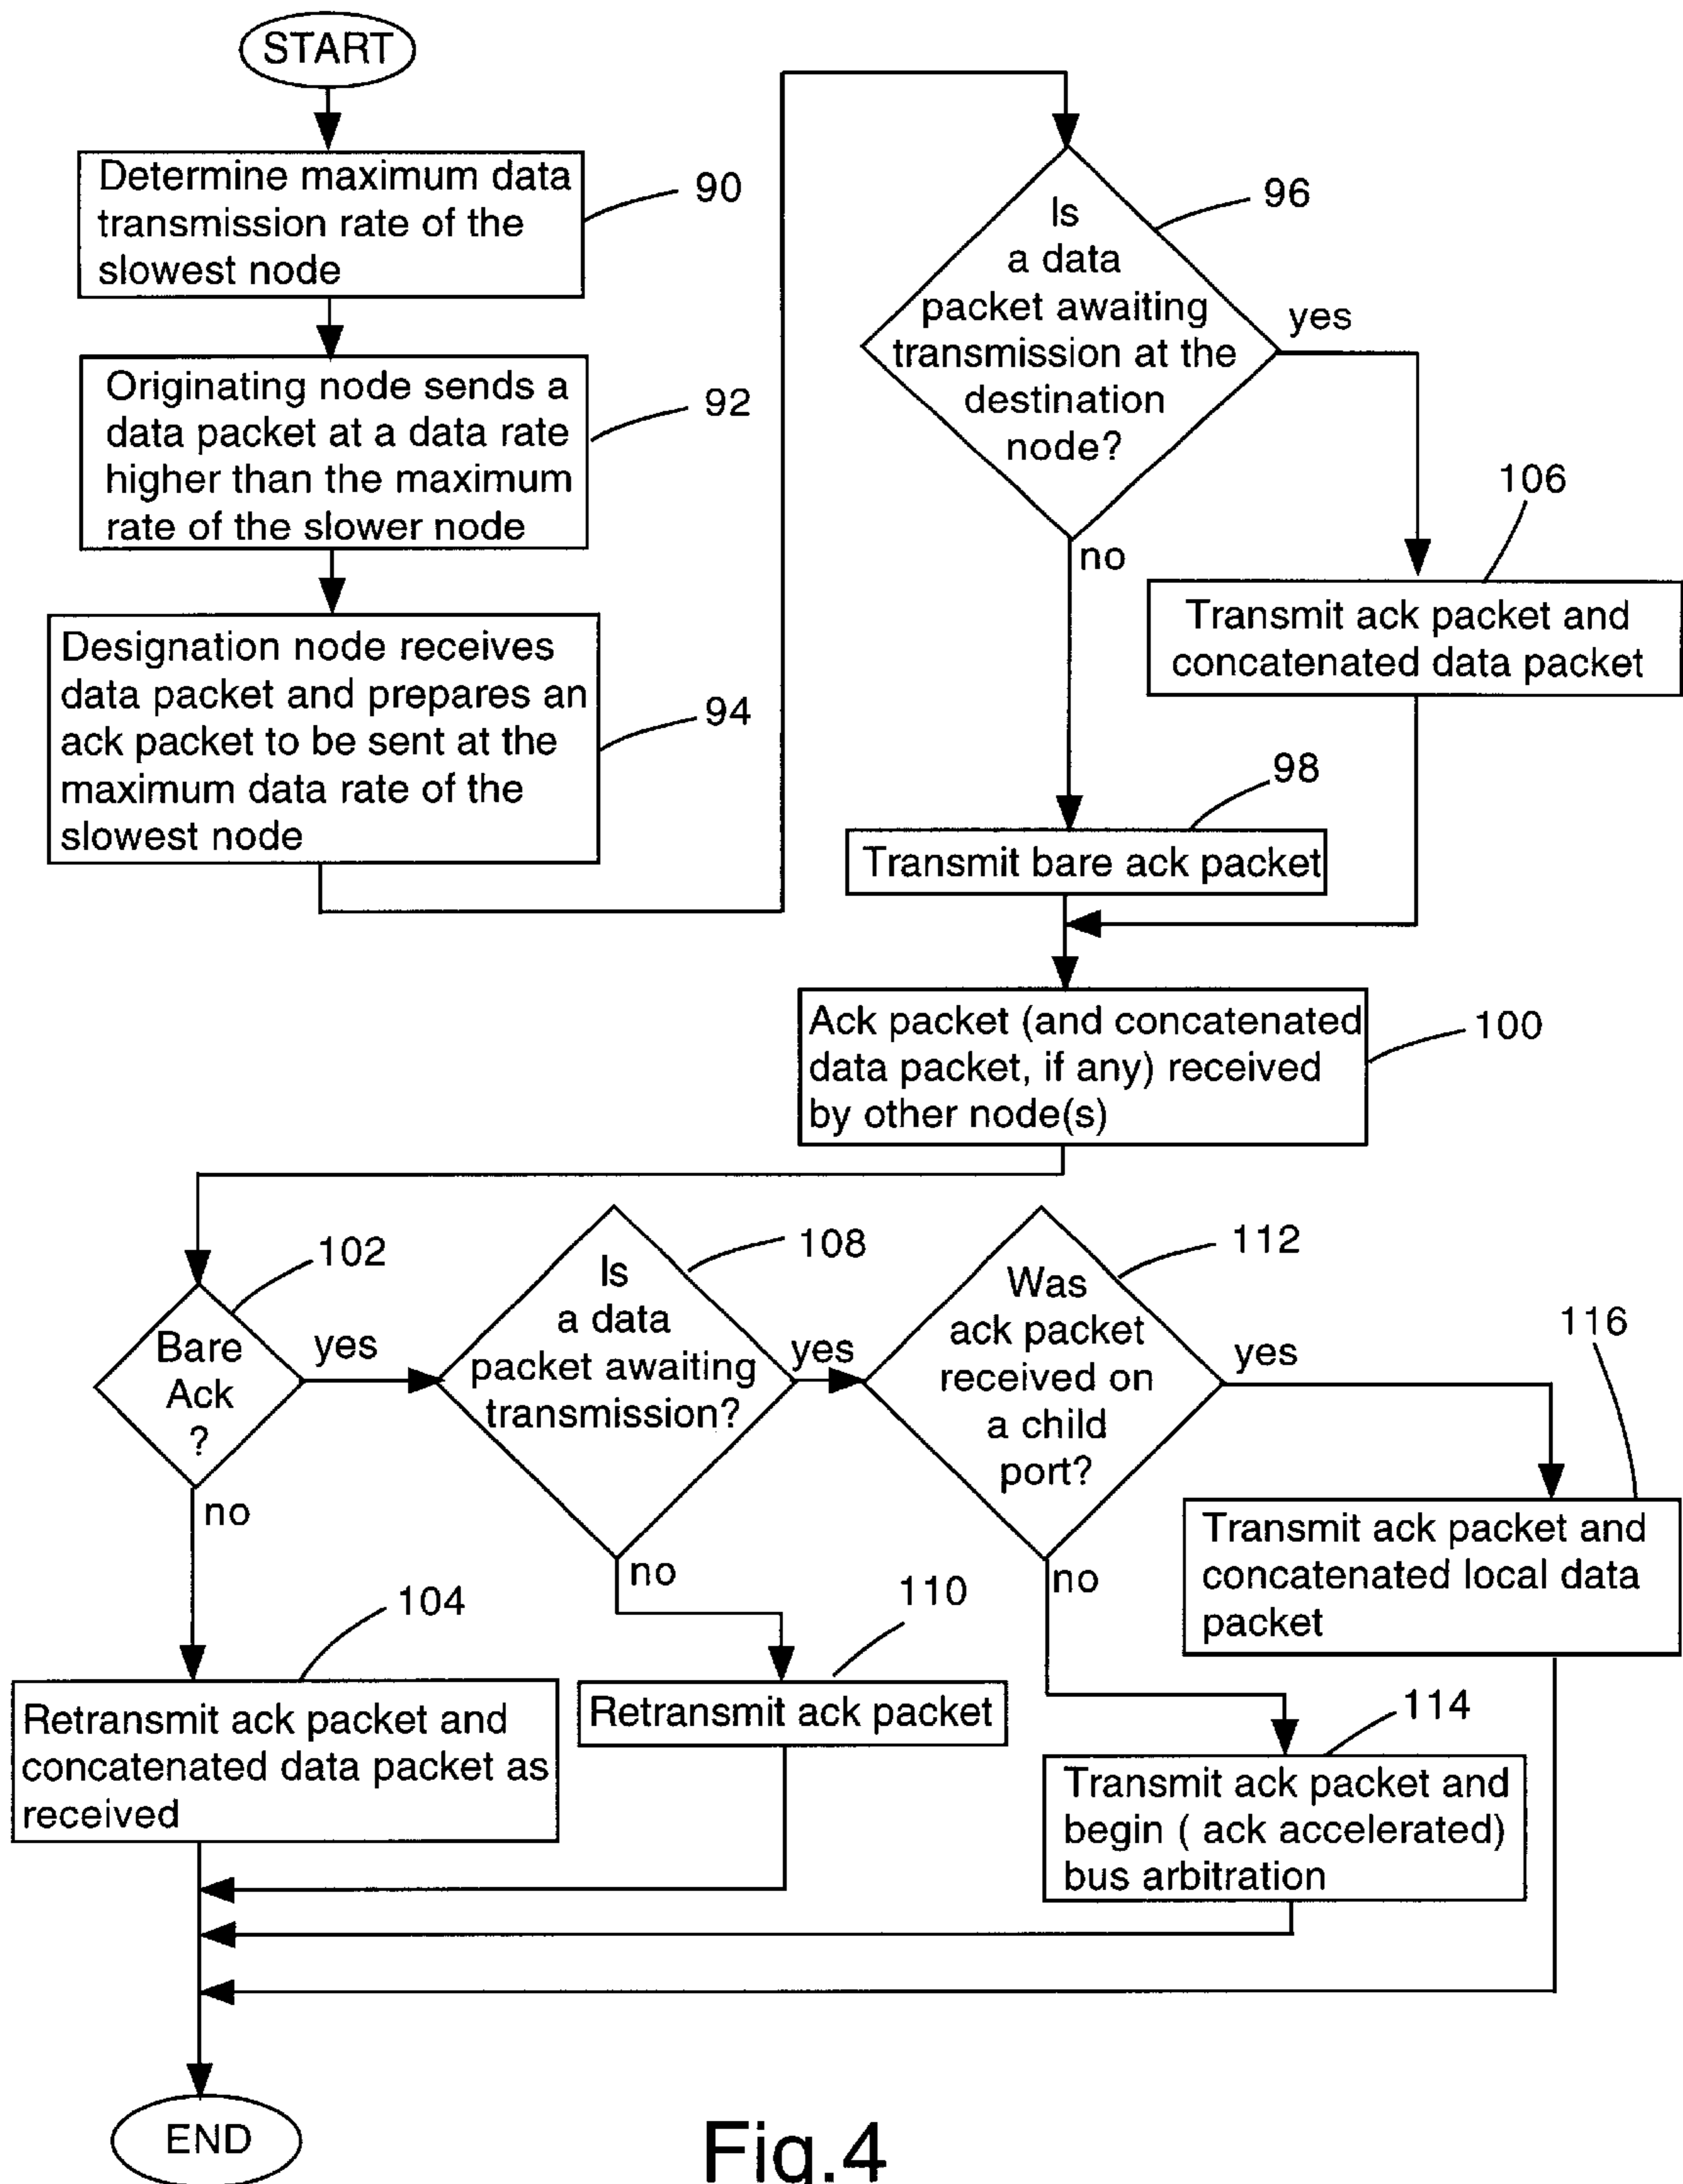 START
Determine maximum data
transmission rate of the
slowest node
90
Originating node sends a
data packet at a data rate
higher than the maximum
rate of the slower node
92
Designation node receives
data packet and prepares an
ack packet to be sent at the
maximum data rate of the
slowest node
94
Is
a data
packet awaiting
transmission at the
destination
node?
96
yes
no
106
Transmit ack packet and
concatenated data packet
98
Transmit bare ack packet
Ack packet (and concatenated
data packet, if any) received
by other node(s)
100
102
Bare
Ack
?
yes
no
108
Is
a data
packet awaiting
transmission?
yes
no
112
Was
ack packet
received on
a child
port?
yes
no
116
Transmit ack packet and
concatenated local data
packet
104
Retransmit ack packet and
concatenated data packet as
received
110
Retransmit ack packet
114
Transmit ack packet and
begin ( ack accelerated)
bus arbitration
END
Fig.4